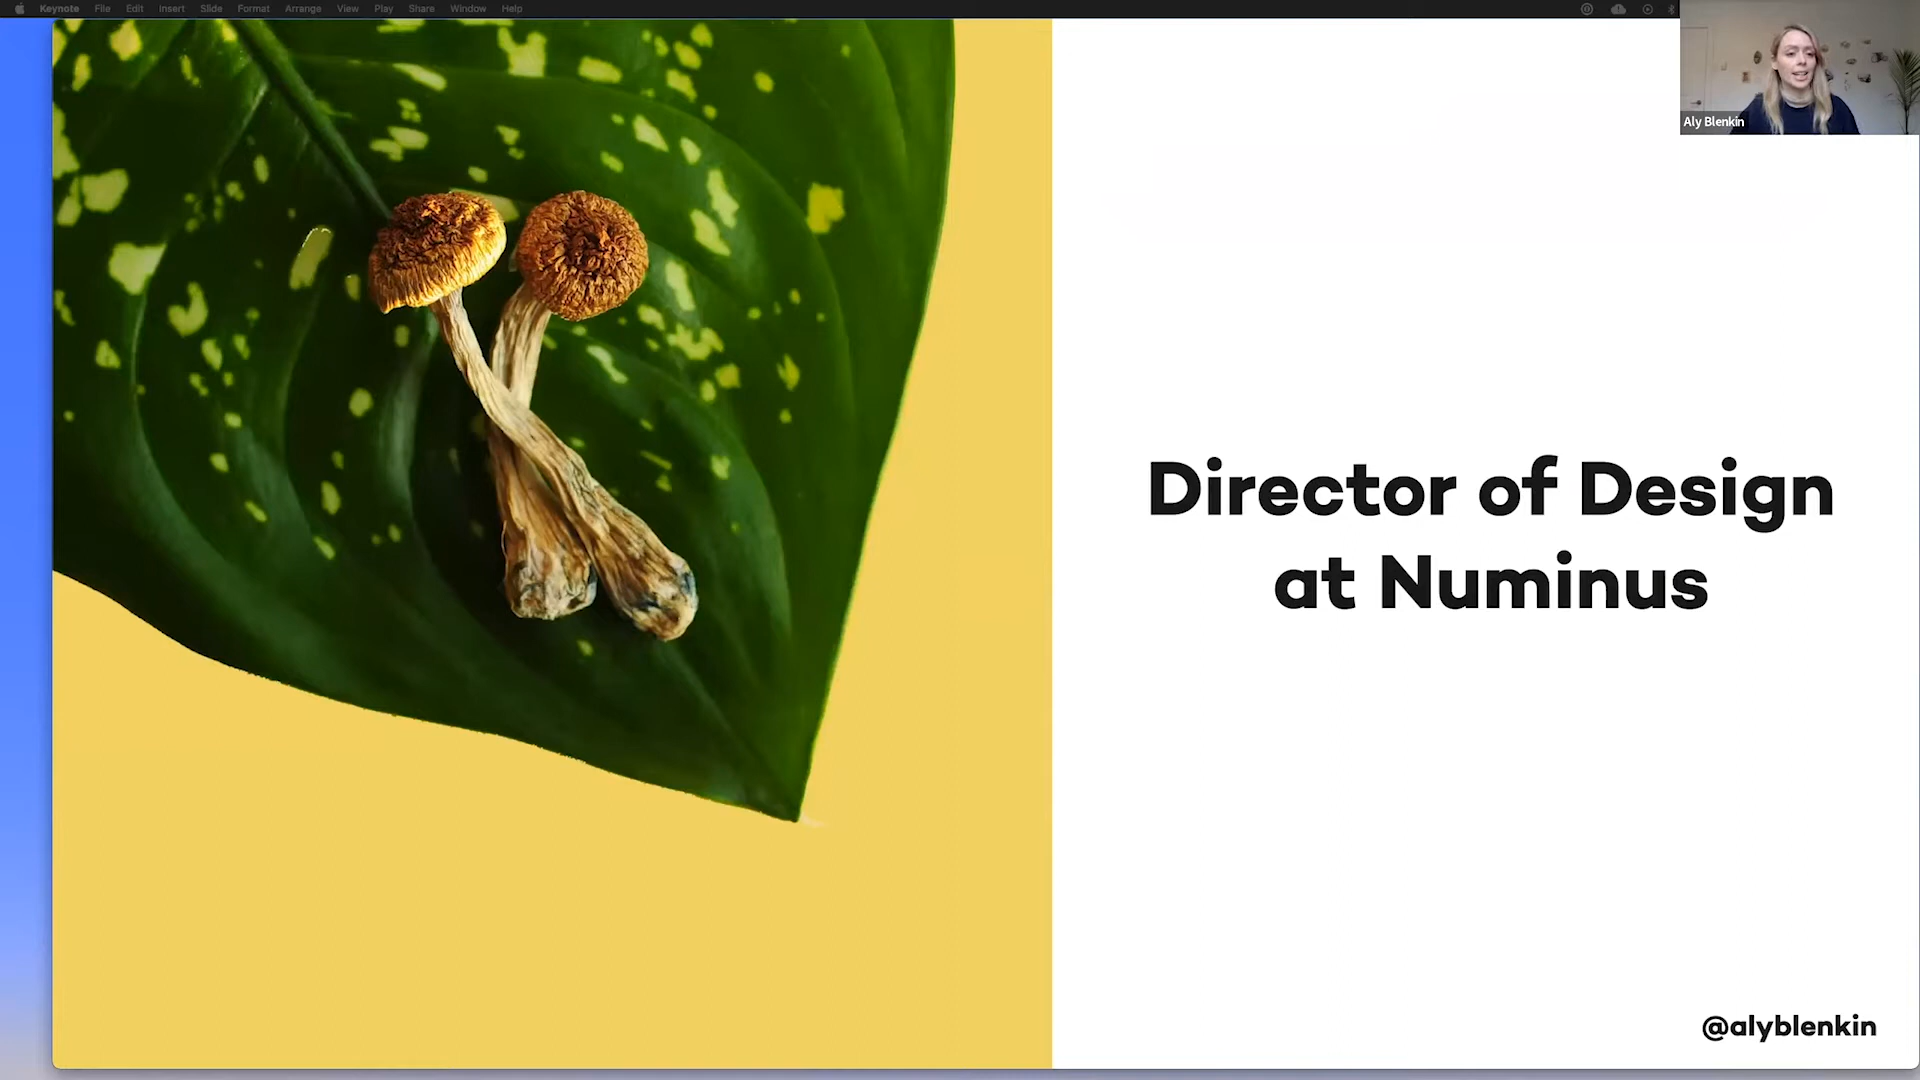 Keynote File Edit Insert Slide Format Arrange View Play Share Window Help
Aly Blenkin
Director of Design
at Numinus
@alyblenkin